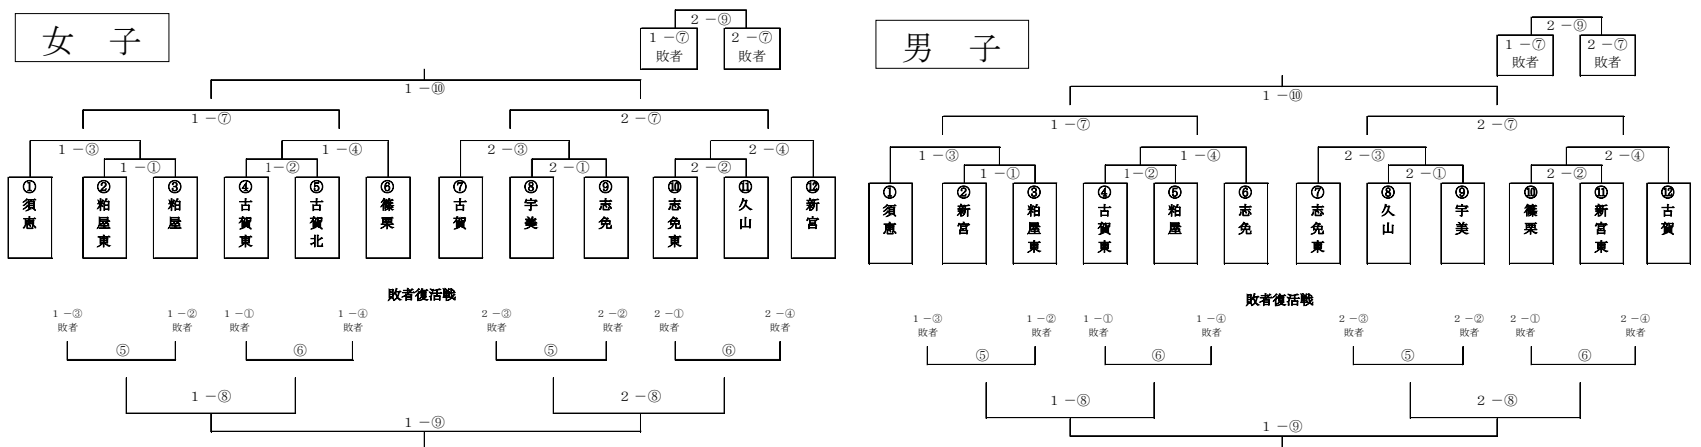 女 子
2 －⑨
1 －⑦ 2 －⑦
敗者 敗者
1 －⑩
1 －⑦ 2 －⑦
1 －③ 1 －④ 2 －③ 2 －④
1－① 1－② 2－① 2－②
①須恵
②粕屋東
③粕屋
④古賀東
⑤古賀北
⑥篠栗
⑦古賀
⑧宇美
⑨志免
⑩志免東
⑪久山
⑫新宮
敗者復活戦
1 －③ 1 －② 1 －① 1 －④ 2 －③ 2 －② 2 －① 2 －④
敗者 敗者 敗者 敗者 敗者 敗者 敗者 敗者
⑤ ⑥ ⑤ ⑥
1 －⑧ 2 －⑧
1 －⑨
男 子
2 －⑨
1 －⑦ 2 －⑦
敗者 敗者
1 －⑩
1 －⑦ 2 －⑦
1 －③ 1 －④ 2 －③ 2 －④
1－① 1－② 2－① 2－②
①須恵
②新宮
③粕屋東
④古賀東
⑤粕屋
⑥志免
⑦志免東
⑧久山
⑨宇美
⑩篠栗
⑪新宮東
⑫古賀
敗者復活戦
1 －③ 1 －② 1 －① 1 －④ 2 －③ 2 －② 2 －① 2 －④
敗者 敗者 敗者 敗者 敗者 敗者 敗者 敗者
⑤ ⑥ ⑤ ⑥
1 －⑧ 2 －⑧
1 －⑨